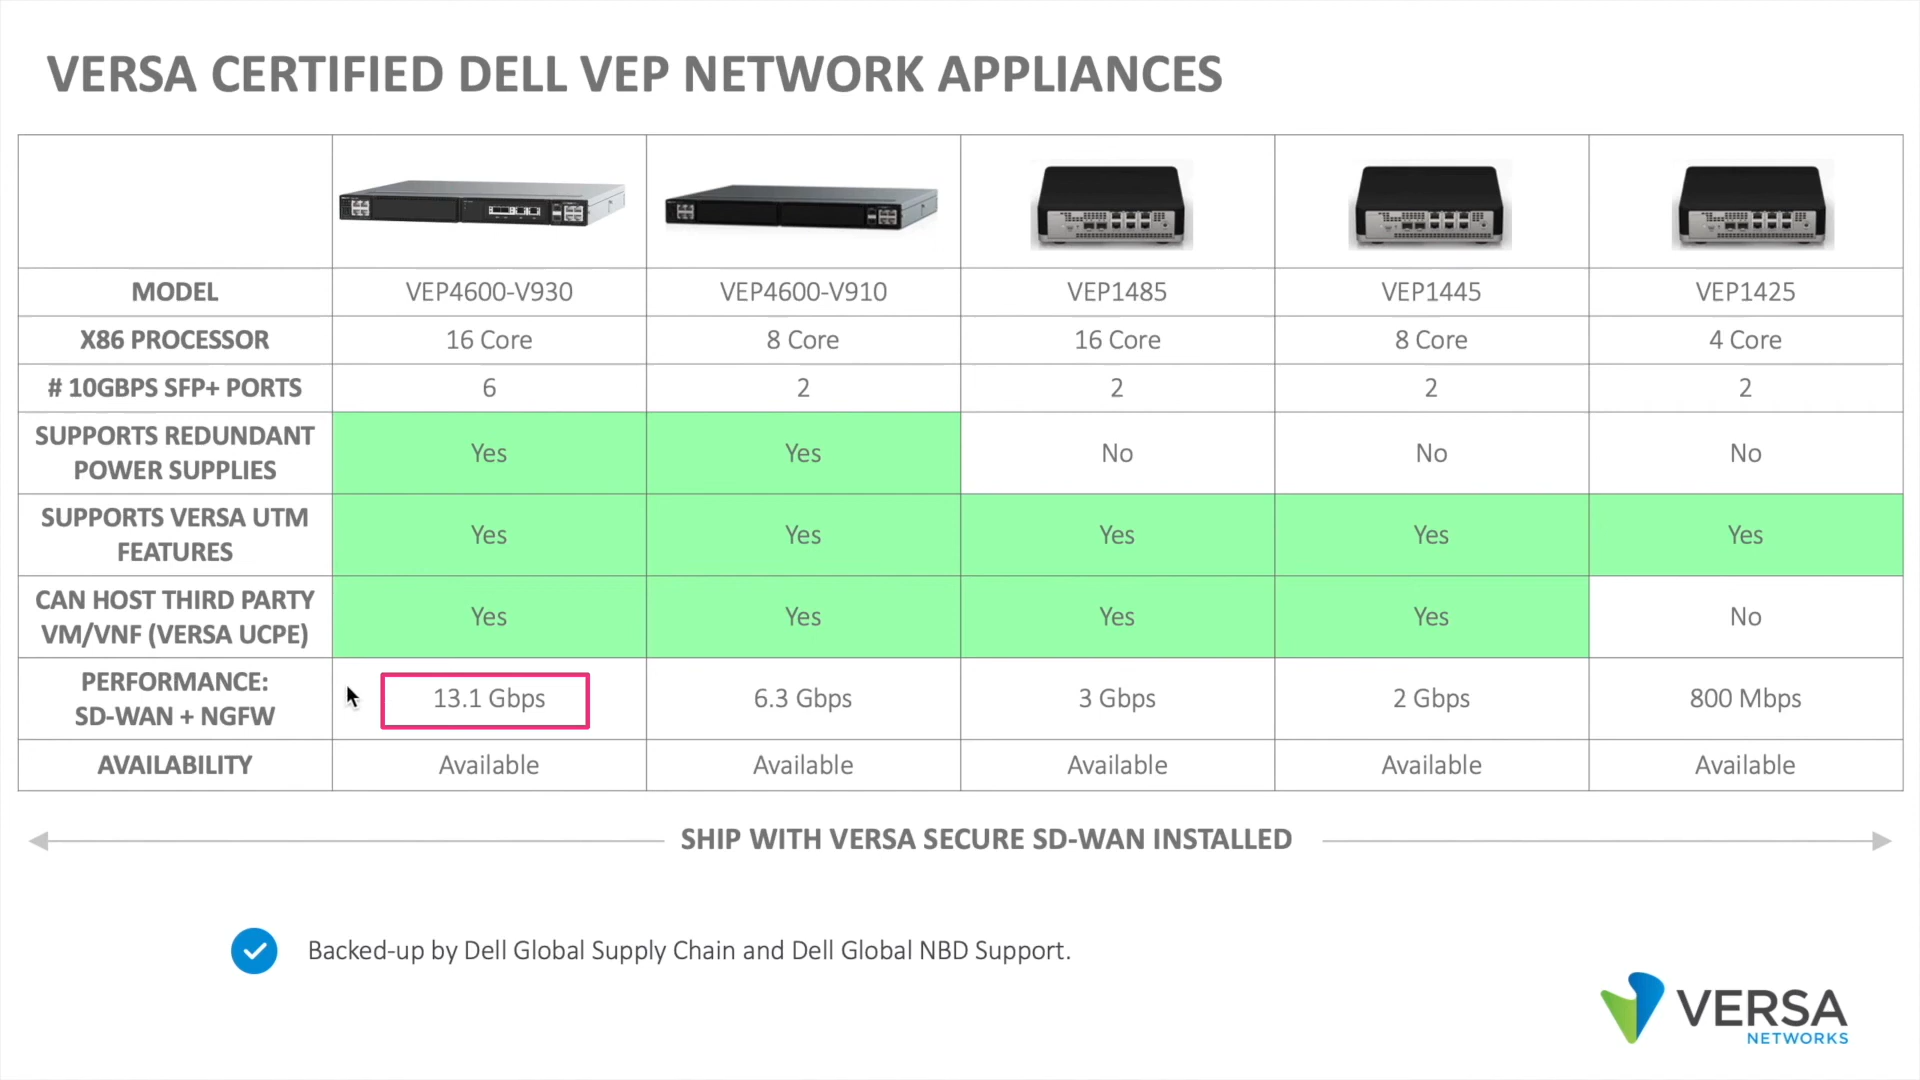 VERSA CERTIFIED DELL VEP NETWORK APPLIANCES
MODEL VEP4600-V930 VEP4600-V910 VEP1485 VEP1445 VEP1425
X86 PROCESSOR 16 Core 8 Core 16 Core 8 Core 4 Core
# 10GBPS SFP+ PORTS 6 2 2 2 2
SUPPORTS REDUNDANT
POWER SUPPLIES Yes Yes No No No
SUPPORTS VERSA UTM
FEATURES Yes Yes Yes Yes Yes
CAN HOST THIRD PARTY
VM/VNF (VERSA UCPE) Yes Yes Yes Yes No
PERFORMANCE:
SD-WAN + NGFW 13.1 Gbps 6.3 Gbps 3 Gbps 2 Gbps 800 Mbps
AVAILABILITY Available Available Available Available Available
SHIP WITH VERSA SECURE SD-WAN INSTALLED
Backed-up by Dell Global Supply Chain and Dell Global NBD Support.
VERSA
NETWORKS